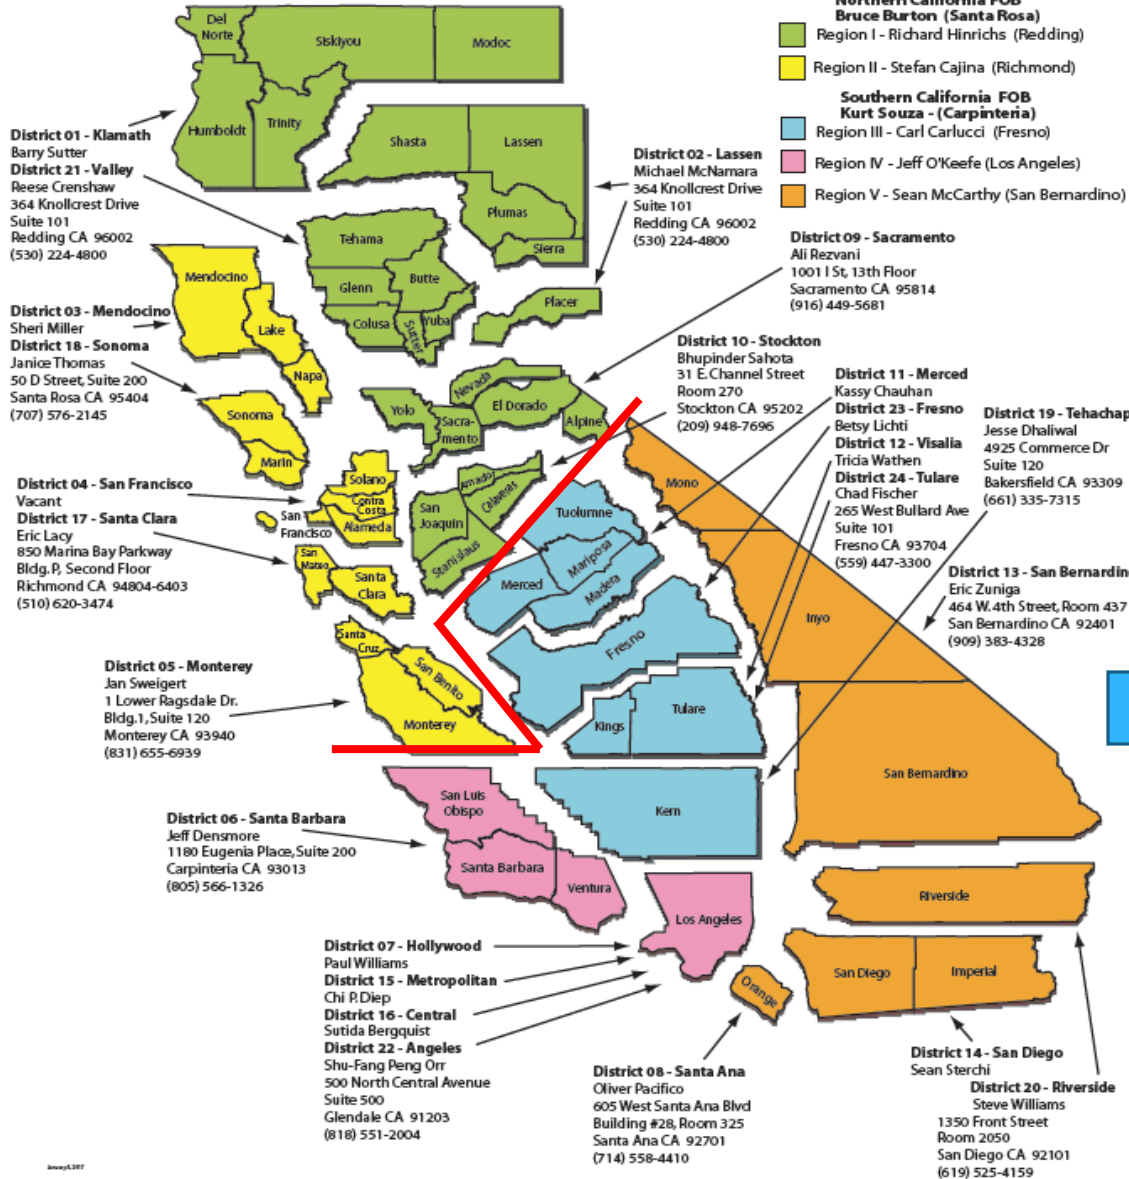 Northern California FOB
Bruce Burton (Santa Rosa)
Region I - Richard Hinrichs (Redding)
Region II - Stefan Cajina (Richmond)
Southern California FOB
Kurt Souza - (Carpinteria)
Region III - Carl Carlucci (Fresno)
Region IV - Jeff O'Keefe (Los Angeles)
Region V - Sean McCarthy (San Bernardino)
Del
Norte
Siskiyou
Modoc
Humboldt
Trinity
Shasta
Lassen
Plumas
Sierra
Tehama
Glenn
Butte
Colusa
Sutter
Yuba
Placer
Mendocino
Lake
Napa
Sonoma
Marin
Nevada
Yolo
Sacra-
mento
El Dorado
Alpine
Solano
Contra
Costa
Alameda
San
Francisco
San
Mateo
Santa
Clara
Amador
Calaveras
San
Joaquin
Stanislaus
Tuolumne
Mariposa
Merced
Madera
Mono
Inyo
Santa
Cruz
San Benito
Monterey
Fresno
Kings
Tulare
Kern
San Bernardino
San Luis
Obispo
Santa Barbara
Ventura
Los Angeles
Orange
Riverside
San Diego
Imperial
District 01 - Klamath
Barry Sutter
District 21 - Valley
Reese Crenshaw
364 Knollcrest Drive
Suite 101
Redding CA 96002
(530) 224-4800
District 02 - Lassen
Michael McNamara
364 Knollcrest Drive
Suite 101
Redding CA 96002
(530) 224-4800
District 03 - Mendocino
Sheri Miller
District 18 - Sonoma
Janice Thomas
50 D Street, Suite 200
Santa Rosa CA 95404
(707) 576-2145
District 09 - Sacramento
Ali Rezvani
1001 I St, 13th Floor
Sacramento CA 95814
(916) 449-5681
District 10 - Stockton
Bhupinder Sahota
31 E.Channel Street
Room 270
Stockton CA 95202
(209) 948-7696
District 11 - Merced
Kassy Chauhan
District 23 - Fresno
Betsy Lichti
District 12 - Visalia
Tricia Wathen
District 24 - Tulare
Chad Fischer
265 West Bullard Ave
Suite 101
Fresno CA 93704
(559) 447-3300
District 19 - Tehachap
Jesse Dhaliwal
4925 Commerce Dr
Suite 120
Bakersfield CA 93309
(661) 335-7315
District 04 - San Francisco
Vacant
District 17 - Santa Clara
Eric Lacy
850 Marina Bay Parkway
Bldg.P, Second Floor
Richmond CA 94804-6403
(510) 620-3474
District 13 - San Bernardin
Eric Zuniga
464 W.4th Street, Room 437
San Bernardino CA 92401
(909) 383-4328
District 05 - Monterey
Jan Sweigert
1 Lower Ragsdale Dr.
Bldg.1, Suite 120
Monterey CA 93940
(831) 655-6939
District 06 - Santa Barbara
Jeff Densmore
1180 Eugenia Place, Suite 200
Carpinteria CA 93013
(805) 566-1326
District 07 - Hollywood
Paul Williams
District 15 - Metropolitan
Chi P.Diep
District 16 - Central
Sutida Bergquist
District 22 - Angeles
Shu-Fang Peng Orr
500 North Central Avenue
Suite 500
Glendale CA 91203
(818) 551-2004
District 08 - Santa Ana
Oliver Pacifico
605 West Santa Ana Blvd
Building #28, Room 325
Santa Ana CA 92701
(714) 558-4410
District 14 - San Diego
Sean Sterchi
District 20 - Riverside
Steve Williams
1350 Front Street
Room 2050
San Diego CA 92101
(619) 525-4159